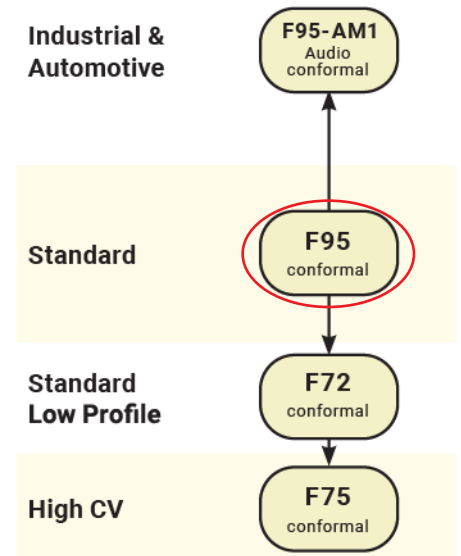 Industrial &
Automotive
F95-AM1
Audio
conformal
Standard
F95
conformal
Standard
Low Profile
F72
conformal
High CV
F75
conformal